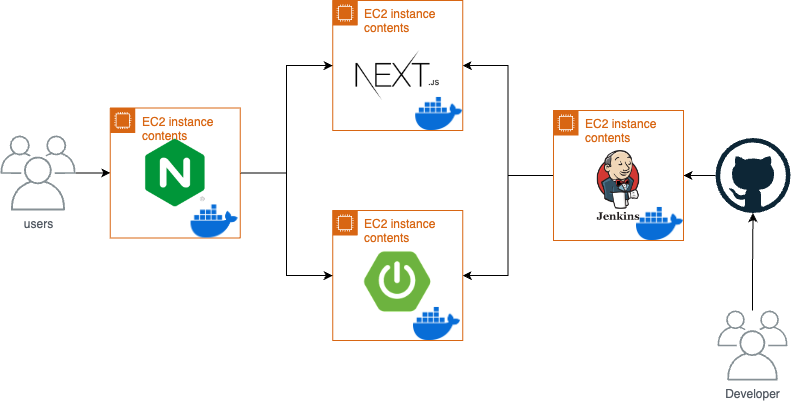 EC2 instance
contents
NEXT
.JS
EC2 instance
contents
N
EC2 instance
contents
Jenkins
users
EC2 instance
contents
Developer